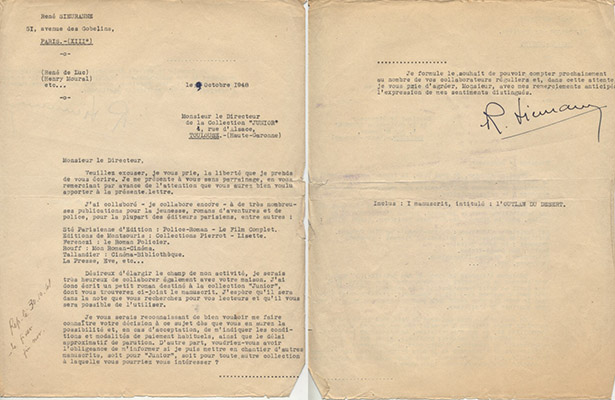 René SIEURANNE
51, avenue des Gobelins,
PARIS.-(XIII°)
-o-
(René de Luc)
(Henry Moural)
etc...
-o-
le 9 Octobre 1948
Monsieur le Directeur
de la Collection "JUNIOR"
4, rue d'Alsace,
TOULOUSE.-(Haute-Garonne)
Monsieur le Directeur,
Veuillez excuser, je vous prie, la liberté que je prends
de vous écrire. Je me présente à vous sans parrainage, en vous
remerciant par avance de l'attention que vous aurez bien voulu
apporter à la présente lettre.
J'ai collaboré - je collabore encore - à de très nombreu-
ses publications pour la jeunesse, romans d'aventures et de
police, pour la plupart des éditeurs parisiens, entre autres :
Sté Parisienne d'Edition : Police-Roman - Le Film Complet.
Editions de Montsouris : Collections Pierrot - Lisette.
Ferenczi : le Roman Policier.
Rouff : Mon Roman-Cinéma.
Tallandier : Cinéma-Bibliothèque.
La Presse, Eve, etc...
Désireux d'élargir le champ de mon activité, je serais
très heureux de collaborer également avec votre maison. J'ai
donc écrit un petit roman destiné à la collection "Junior",
dont vous trouverez ci-joint le manuscrit. J'espère qu'il sera
dans la note que vous recherchez pour vos lecteurs et qu'il vous
sera possible de l'utiliser.
Je vous serais reconnaissant de bien vouloir me faire
connaître votre décision à ce sujet dès que vous en aurez la
possibilité et, en cas d'acceptation, de m'indiquer les condi-
tions et modalités de paiement habituels, ainsi que le délai
approximatif de parution. D'autre part, voudriez-vous avoir
l'obligeance de m'informer si je puis mettre en chantier d'autres
manuscrits, soit pour "Junior", soit pour toute autre collection
à laquelle vous pourriez vous intéresser ?
Je formule le souhait de pouvoir compter prochainement
au nombre de vos collaborateurs réguliers et, dans cette attente
je vous prie d'agréer, Monsieur, avec mes remerciements anticipés
l'expression de mes sentiments distingués.
R. Sieurann
Inclus : I manuscrit, intitulé : l'OUTLAW DU DESERT.